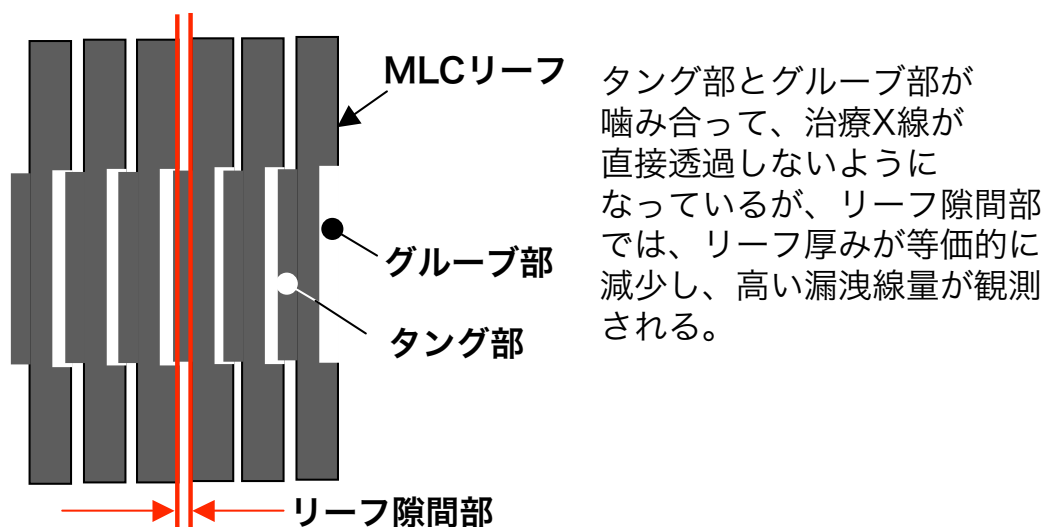 MLCリーフ
グルーブ部
タング部
リーフ隙間部
タング部とグルーブ部が
噛み合って、治療X線が
直接透過しないように
なっているが、リーフ隙間部
では、リーフ厚みが等価的に
減少し、高い漏洩線量が観測
される。